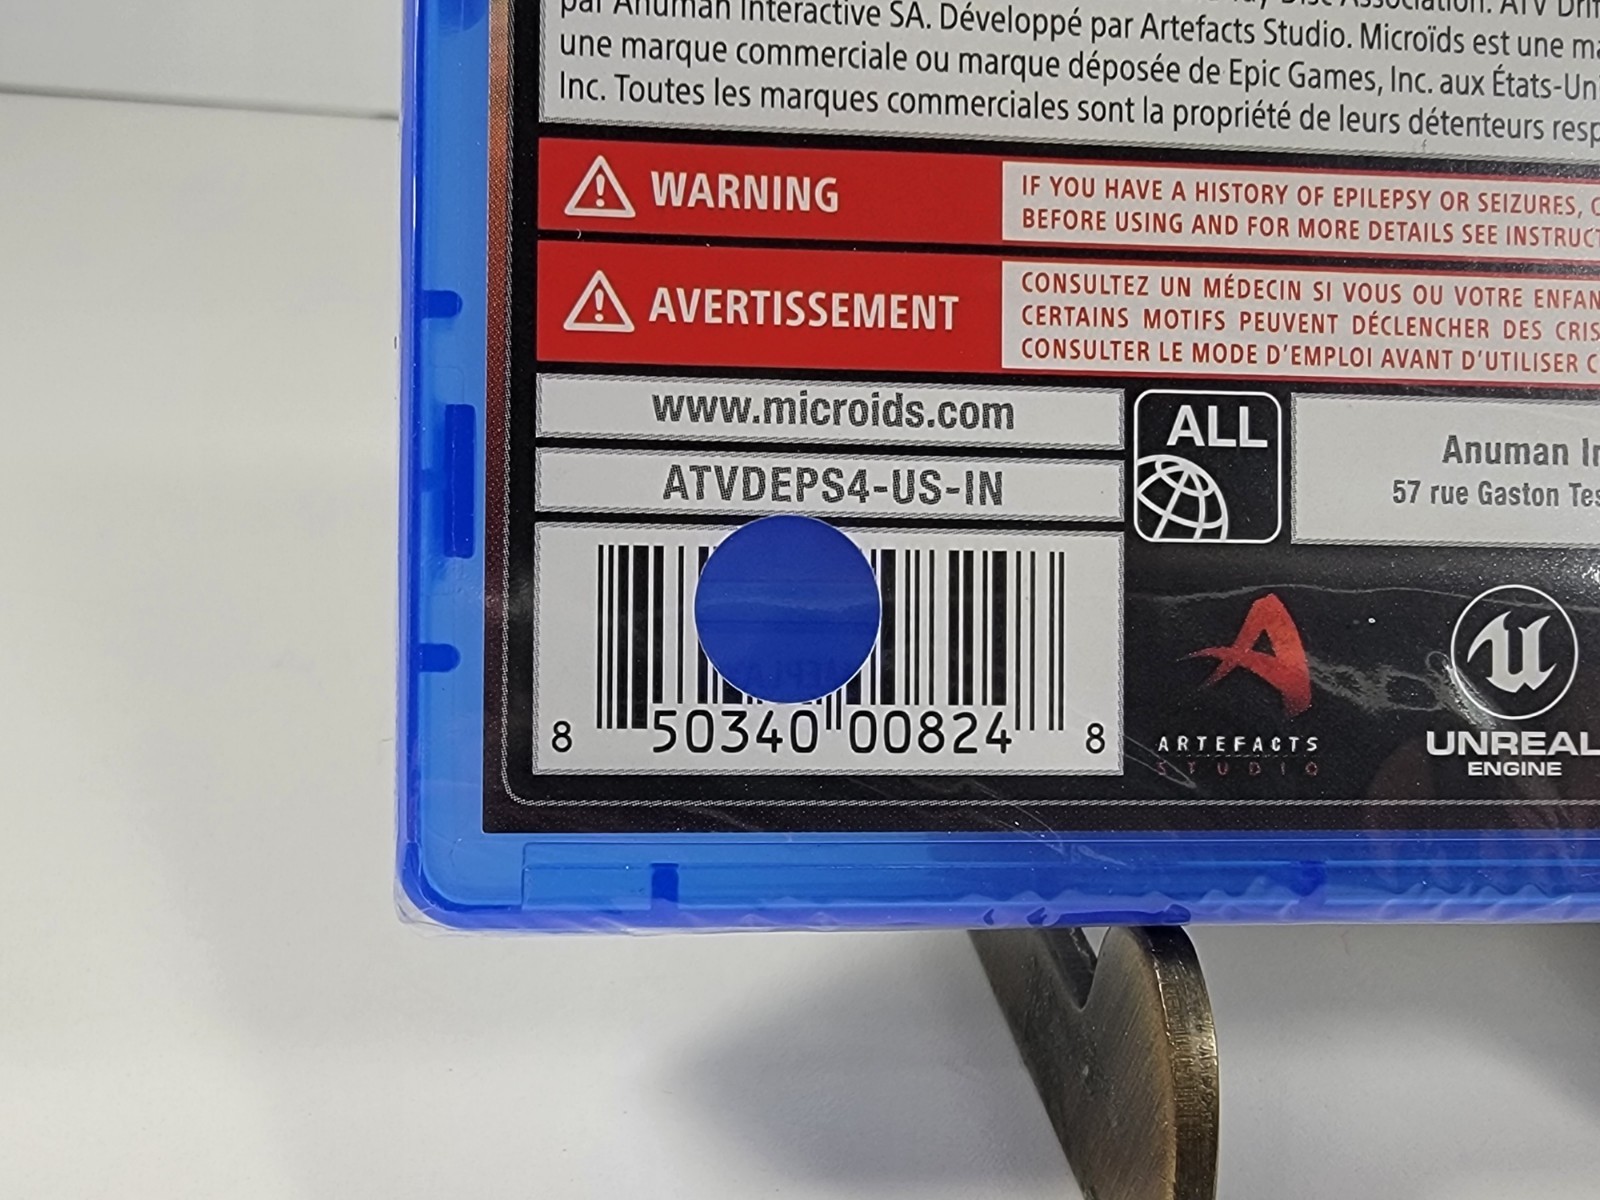 par Anuman Interactive SA. Développé par Artefacts Studio. Microïds est une
une marque commerciale ou marque déposée de Epic Games, Inc. aux
Inc. Toutes les marques commerciales sont la propriété de leurs détenteurs
WARNING
IF YOU HAVE A HISTORY OF EPILEPSY OR SEIZURES,
BEFORE USING AND FOR MORE DETAILS SEE
AVERTISSEMENT
CONSULTEZ UN MÉDECIN SI VOUS OU VOTRE
CERTAINS MOTIFS PEUVENT DÉCLENCHER DES
CONSULTER LE MODE D'EMPLOI AVANT D'UTILISER
www.microids.com
ALL
Anuman
57 rue Gaston
ATVDEPS4-US-IN
8 50340 00824 8
ARTEFACTS
STUDIO
UNREAL
ENGINE